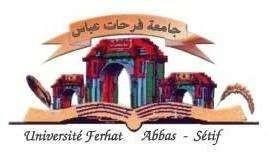 جامعة فرحات عباس
Université Ferhat Abbas - Sétif